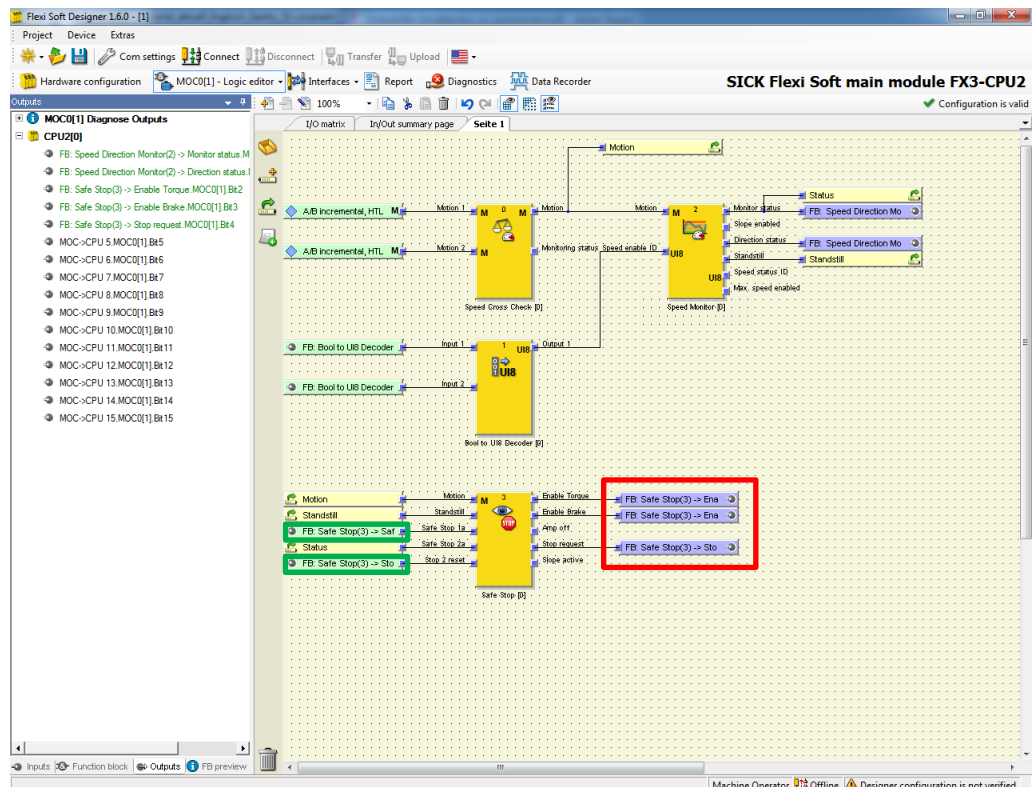 Flexi Soft Designer 1.6.0 - [1]
Project Device Extras
Com settings Connect Disconnect Transfer Upload
Hardware configuration MOC0[1] - Logic editor Interfaces Report Diagnostics Data Recorder SICK Flexi Soft main module FX3-CPU2
Outputs 100% Configuration is valid
I/O matrix In/Out summary page Seite 1
MOC0[1] Diagnose Outputs
CPU2[0]
FB: Speed Direction Monitor(2) -> Monitor status.M
FB: Speed Direction Monitor(2) -> Direction status.
FB: Safe Stop(3) -> Enable Torque.MOC0[1].Bit2
FB: Safe Stop(3) -> Enable Brake.MOC0[1].Bit3
FB: Safe Stop(3) -> Stop request.MOC0[1].Bit4
MOC->CPU 5.MOC0[1].Bit5
MOC->CPU 6.MOC0[1].Bit6
MOC->CPU 7.MOC0[1].Bit7
MOC->CPU 8.MOC0[1].Bit8
MOC->CPU 9.MOC0[1].Bit9
MOC->CPU 10.MOC0[1].Bit10
MOC->CPU 11.MOC0[1].Bit11
MOC->CPU 12.MOC0[1].Bit12
MOC->CPU 13.MOC0[1].Bit13
MOC->CPU 14.MOC0[1].Bit14
MOC->CPU 15.MOC0[1].Bit15
Motion
Status
A/B incremental, HTL M Motion 1 M 0 M Motion Motion M 2 Monitor status FB: Speed Direction Mo
Slope enabled
A/B incremental, HTL M Motion 2 M Monitoring status Speed enable ID UI8 Direction status FB: Speed Direction Mo
Standstill Standstill
UI8 Speed status ID
Max. speed enabled
Speed Cross Check [0] Speed Monitor [0]
FB: Bool to UI8 Decoder Input 1 1 UI8 Output 1
0 1 UI8
FB: Bool to UI8 Decoder Input 2
Bool to UI8 Decoder [0]
Motion Motion M 3 Enable Torque FB: Safe Stop(3) -> Ena
Standstill Standstill Enable Brake FB: Safe Stop(3) -> Ena
FB: Safe Stop(3) -> Saf Safe Stop 1a STOP Amp off
Status Safe Stop 2a Stop request FB: Safe Stop(3) -> Sto
FB: Safe Stop(3) -> Sto Stop 2 reset Slope active
Safe Stop [0]
Inputs Function block Outputs FB preview
Machine Operator Offline Designer configuration is not verified